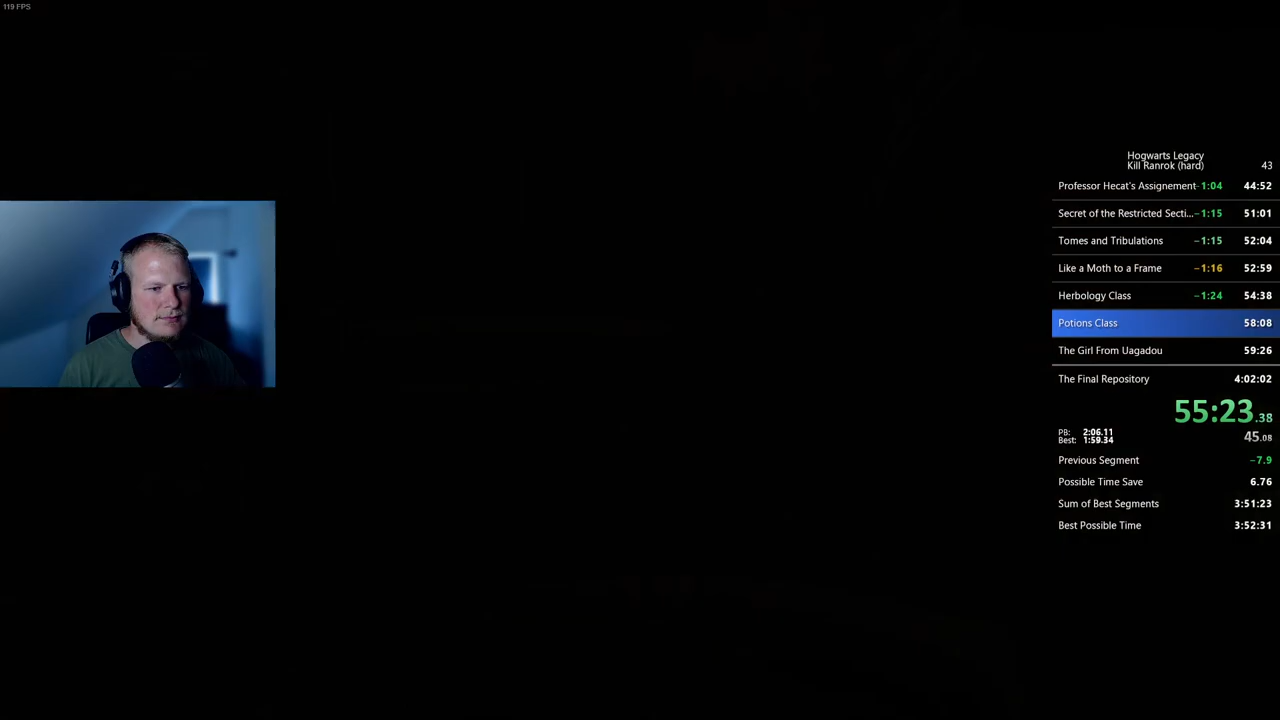 119 FPS
Hogwarts Legacy
Kill Ranrok (hard) 43
Professor Hecat's Assignement -1:04 44:52
Secret of the Restricted Secti... -1:15 51:01
Tomes and Tribulations -1:15 52:04
Like a Moth to a Frame -1:16 52:59
Herbology Class -1:24 54:38
Potions Class 58:08
The Girl From Uagadou 59:26
The Final Repository 4:02:02
55:23.38
PB: 2:06.11
Best: 1:59.34
45.08
Previous Segment -7.9
Possible Time Save 6.76
Sum of Best Segments 3:51:23
Best Possible Time 3:52:31